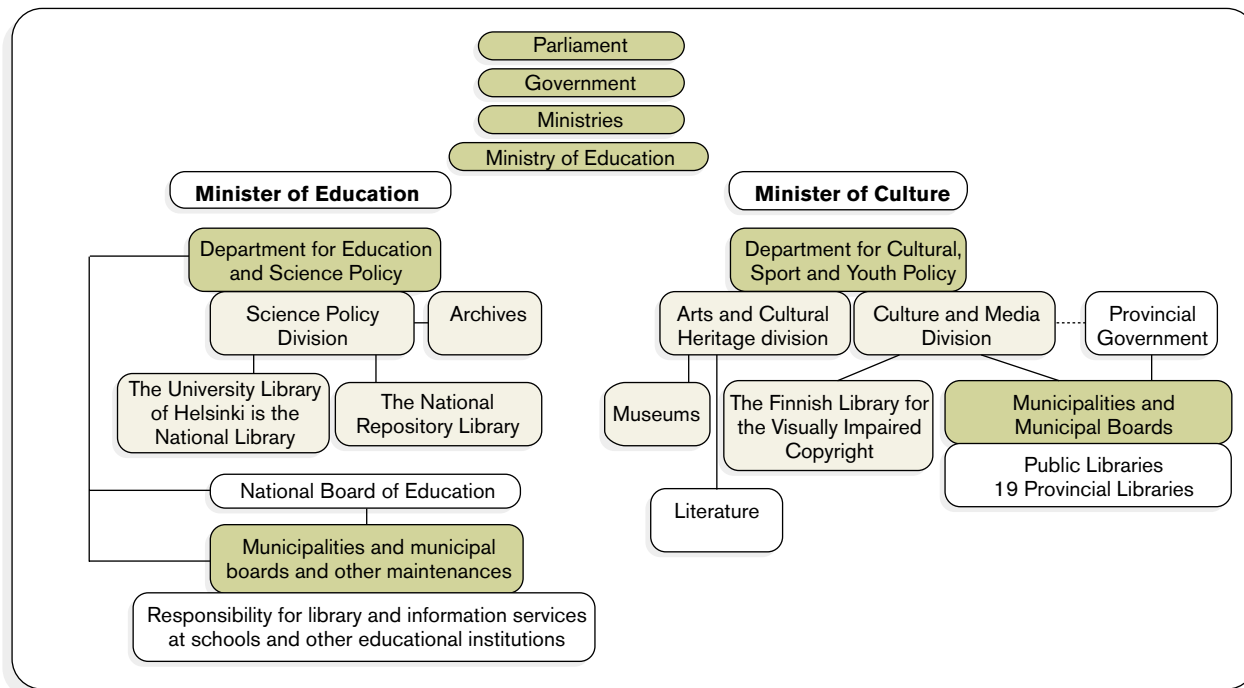 Parliament
Government
Ministries
Ministry of Education
Minister of Education
Minister of Culture
Department for Education
and Science Policy
Department for Cultural,
Sport and Youth Policy
Science Policy
Division
Archives
Arts and Cultural
Heritage division
Culture and Media
Division
Provincial
Government
The University Library
of Helsinki is the
National Library
The National
Repository Library
Museums
The Finnish Library for
the Visually Impaired
Copyright
Municipalities and
Municipal Boards
Public Libraries
19 Provincial Libraries
National Board of Education
Literature
Municipalities and municipal
boards and other maintenances
Responsibility for library and information services
at schools and other educational institutions